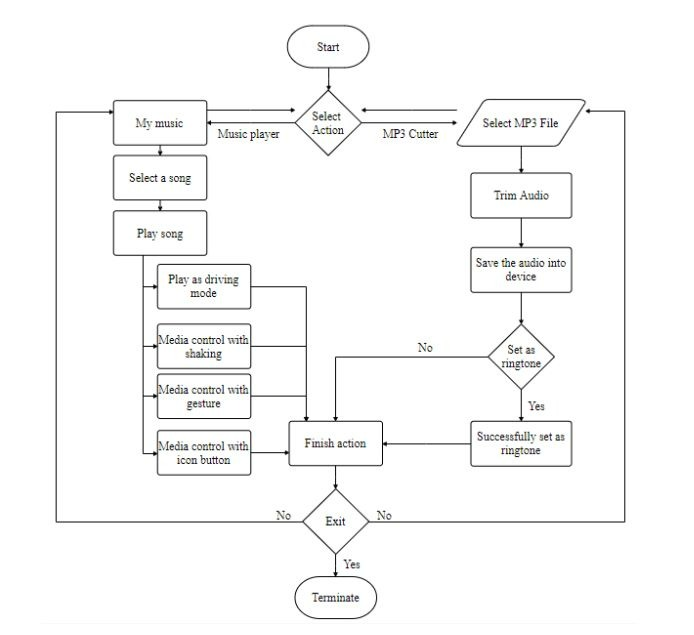 Start
Select
Action
My music
Music player
MP3 Cutter
Select MP3 File
Select a song
Trim Audio
Play song
Save the audio into
device
Play as driving
mode
Media control with
shaking
No
Set as
ringtone
Media control with
gesture
Yes
Media control with
icon button
Finish action
Successfully set as
ringtone
No
Exit
No
Yes
Terminate